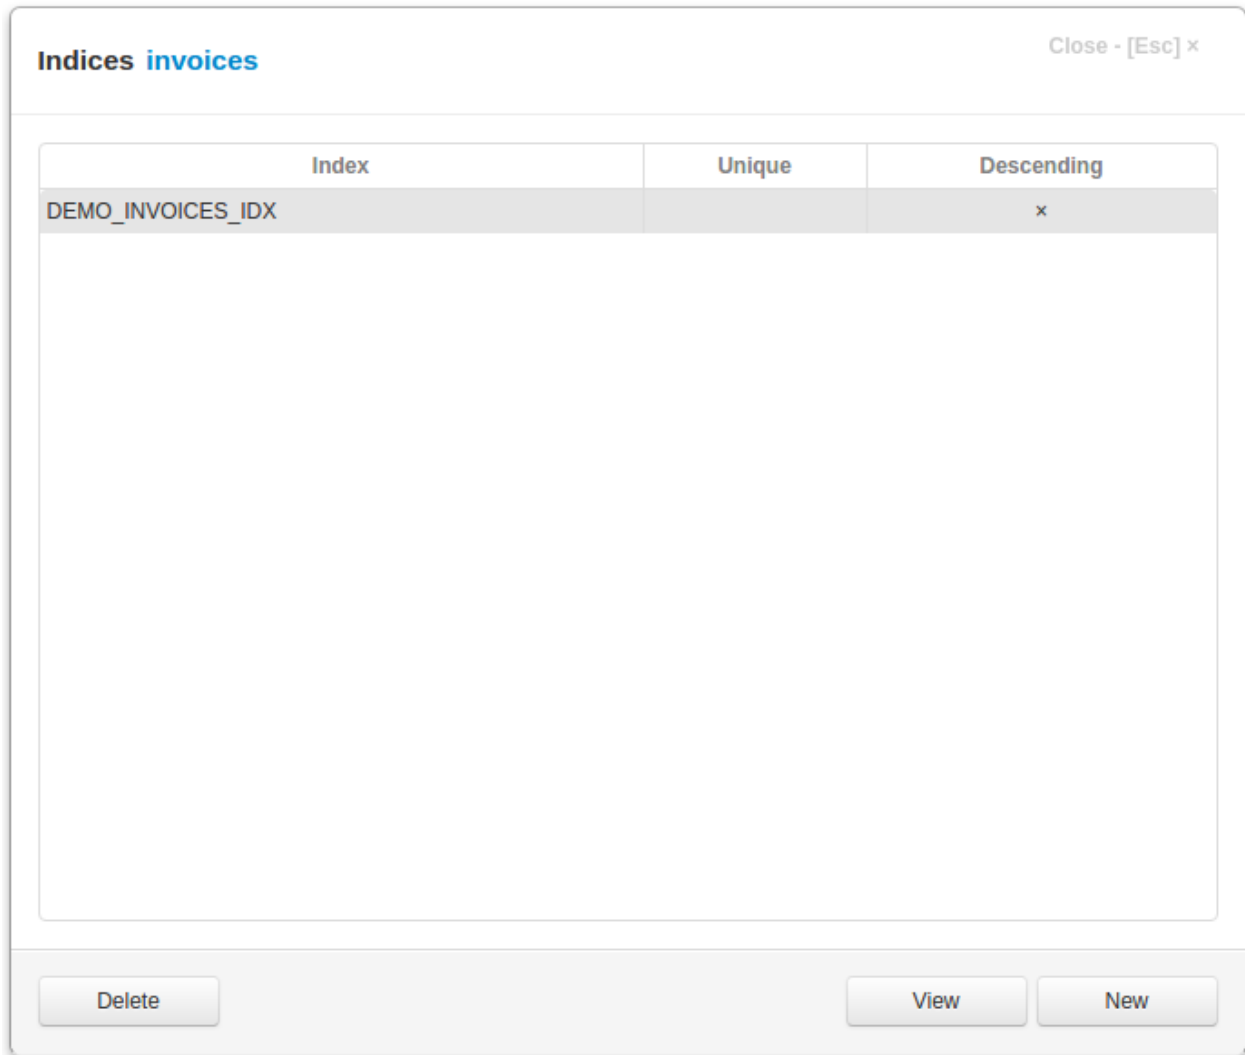 Indices invoices
Close - [Esc] ×
Index Unique Descending
DEMO_INVOICES_IDX ×
Delete View New